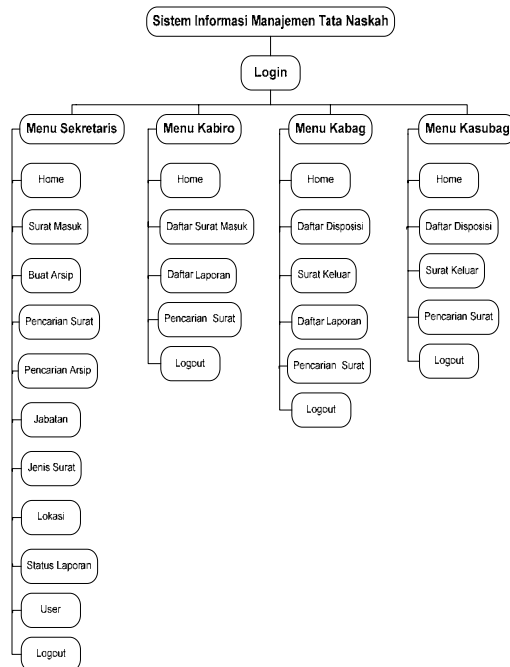 Sistem Informasi Manajemen Tata Naskah
Login
Menu Sekretaris
Home
Surat Masuk
Buat Arsip
Pencarian Surat
Pencarian Arsip
Jabatan
Jenis Surat
Lokasi
Status Laporan
User
Logout
Menu Kabiro
Home
Daftar Surat Masuk
Daftar Laporan
Pencarian Surat
Logout
Menu Kabag
Home
Daftar Disposisi
Surat Keluar
Daftar Laporan
Pencarian Surat
Logout
Menu Kasubag
Home
Daftar Disposisi
Surat Keluar
Pencarian Surat
Logout